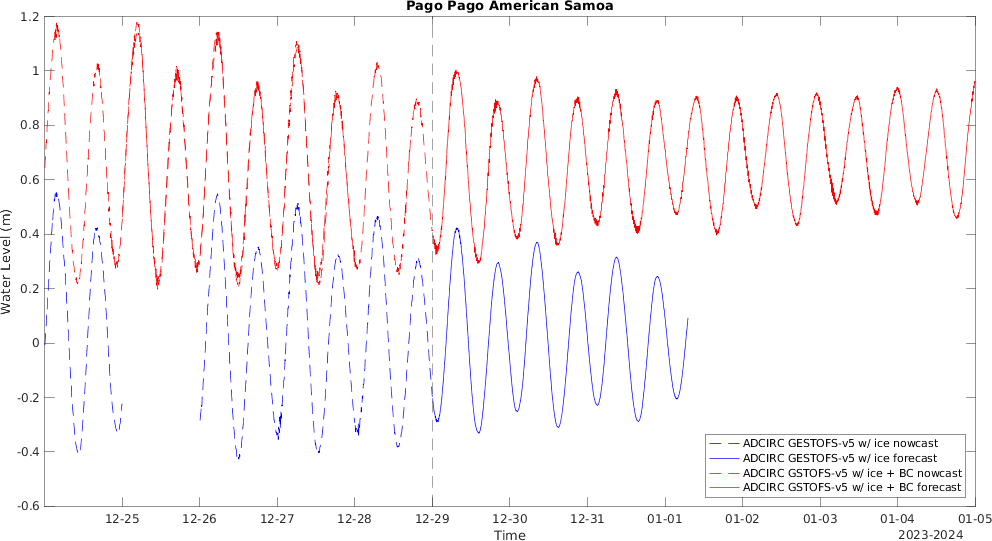 Pago Pago American Samoa
1.2
1
0.8
0.6
0.4
0.2
0
-0.2
-0.4
-0.6
Water Level (m)
12-25 12-26 12-27 12-28 12-29 12-30 12-31 01-01 01-02 01-03 01-04 01-05
Time
2023-2024
ADCIRC GESTOFS-v5 w/ ice nowcast
ADCIRC GESTOFS-v5 w/ ice forecast
ADCIRC GSTOFS-v5 w/ ice + BC nowcast
ADCIRC GSTOFS-v5 w/ ice + BC forecast